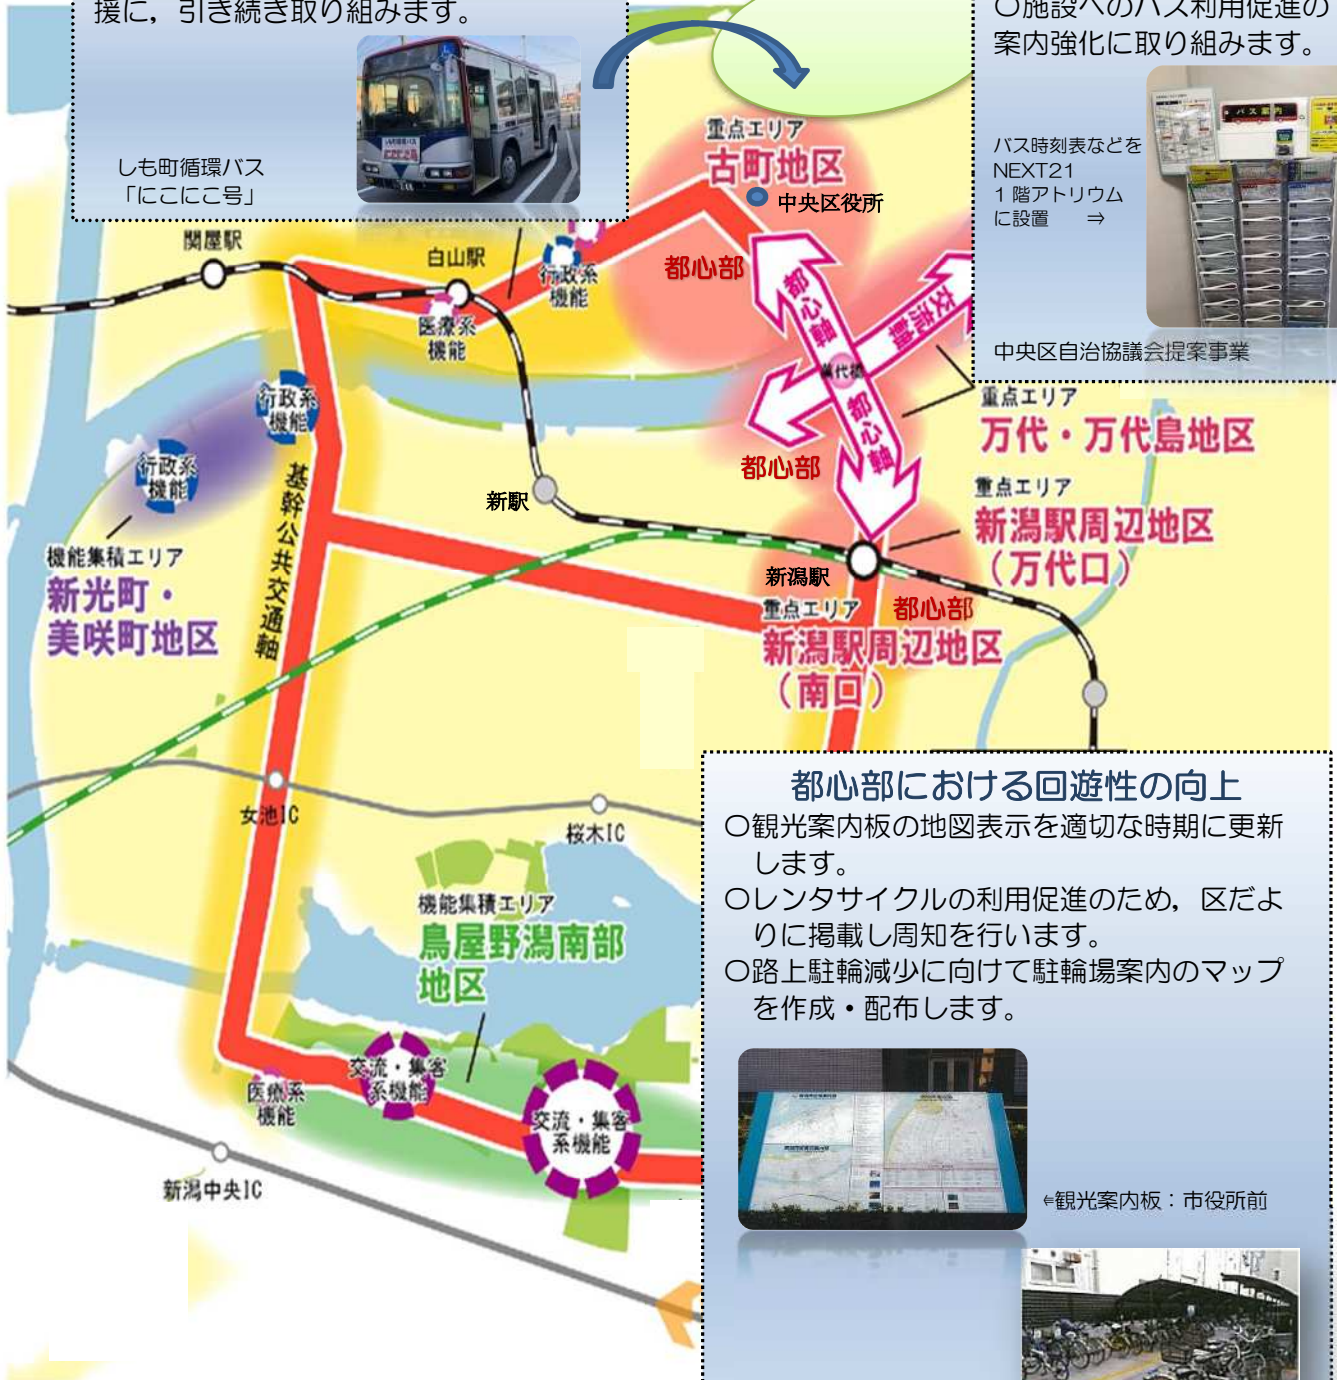 援に，引き続き取り組みます。
しも町循環バス
「にこにこ号」
〇施設へのバス利用促進の
案内強化に取り組みます。
バス時刻表などを
NEXT21
１階アトリウム
に設置　⇒
バス案内
中央区自治協議会提案事業
重点エリア
古町地区
中央区役所
都心部
関屋駅
白山駅
行政系
機能
医療系
機能
都心軸
交流軸
萬代橋
都心軸
都心部
重点エリア
万代・万代島地区
重点エリア
新潟駅周辺地区
（万代口）
行政系
機能
行政系
機能
機能集積エリア
新光町・
美咲町地区
基幹公共交通軸
新駅
新潟駅
都心部
重点エリア
新潟駅周辺地区
（南口）
女池IC
桜木IC
機能集積エリア
鳥屋野潟南部
地区
医療系
機能
交流・集客
系機能
交流・集客
系機能
新潟中央IC
都心部における回遊性の向上
〇観光案内板の地図表示を適切な時期に更新
します。
〇レンタサイクルの利用促進のため，区だよ
りに掲載し周知を行います。
〇路上駐輪減少に向けて駐輪場案内のマップ
を作成・配布します。
⇐観光案内板：市役所前